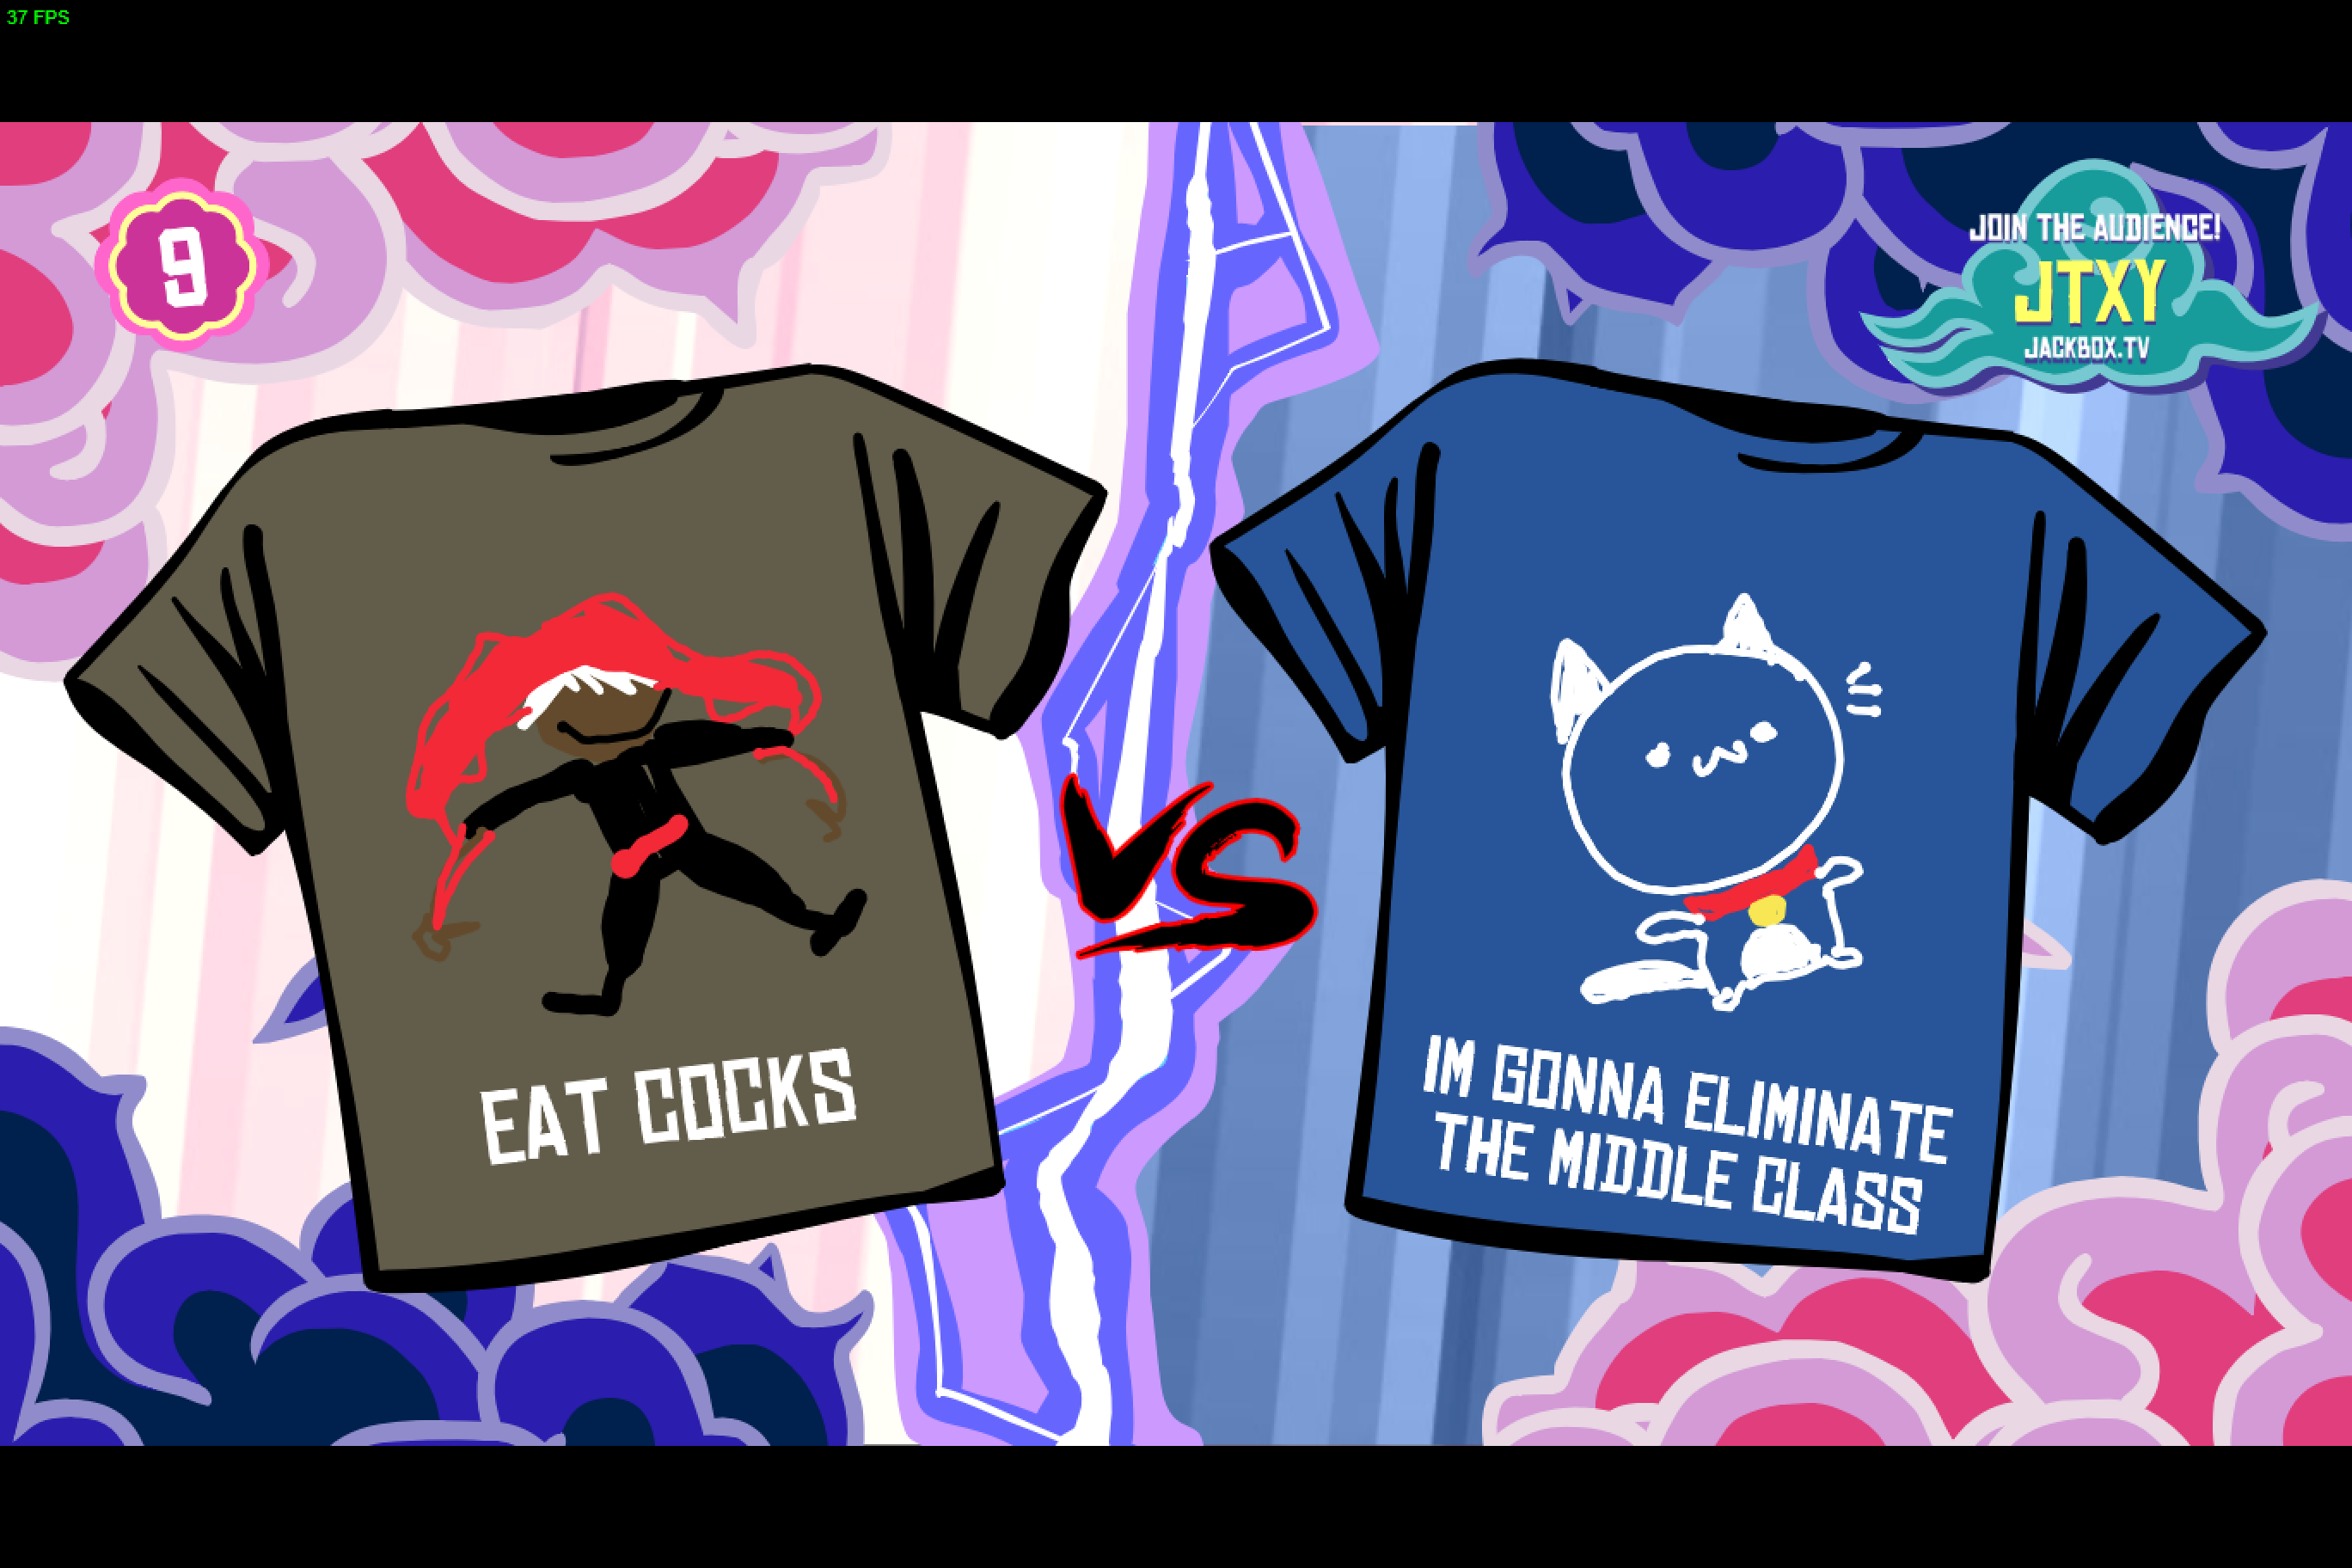 37 FPS
9
JOIN THE AUDIENCE!
JTXY
JACKBOX.TV
VS
EAT COCKS
IM GONNA ELIMINATE
THE MIDDLE CLASS